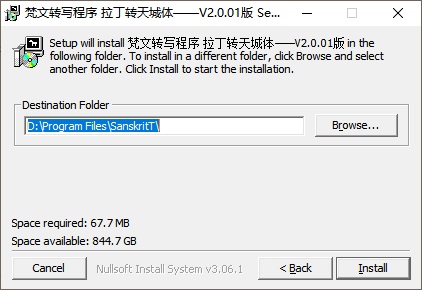 梵文转写程序 拉丁转天城体——V2.0.01版 Se...
Setup will install 梵文转写程序 拉丁转天城体——V2.0.01版 in the
following folder. To install in a different folder, click Browse and select
another folder. Click Install to start the installation.
Destination Folder
D:\Program Files\SanskritT\
Browse...
Space required: 67.7 MB
Space available: 844.7 GB
Cancel
Nullsoft Install System v3.06.1
< Back
Install